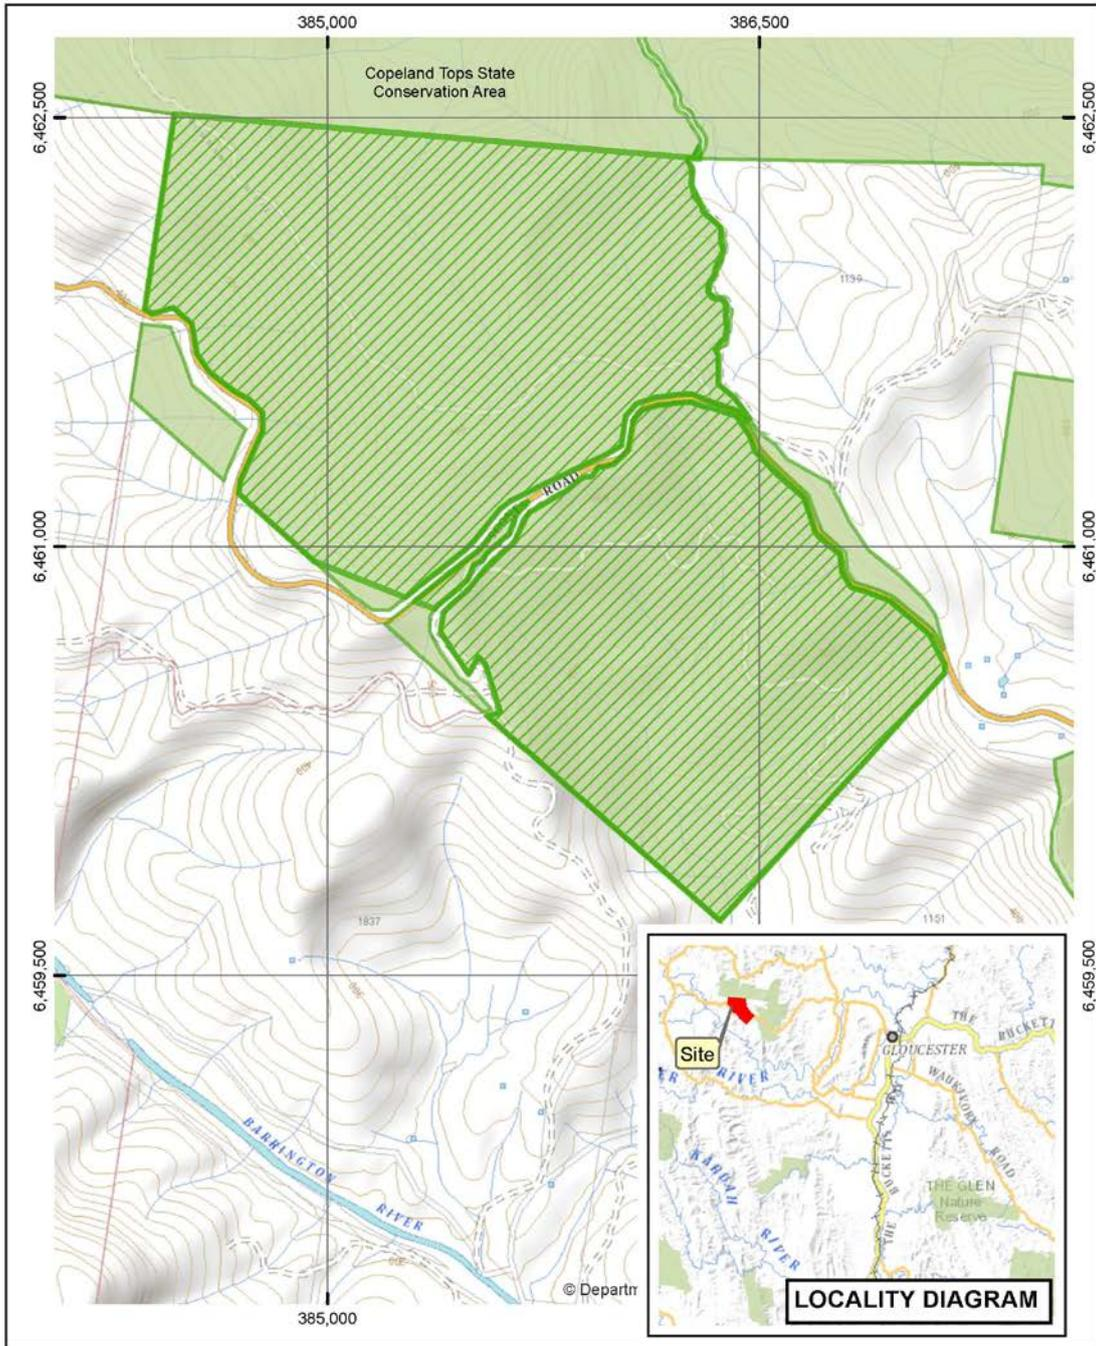 385,000
386,500
Copeland Tops State
Conservation Area
6,462,500
6,462,500
1139
ROAD
6,461,000
6,461,000
400
1837
1151
6,459,500
6,459,500
BARRINGTON
RIVER
© Departm
385,000
Site
THE
BUCKETT
GLOUCESTER
RIVER
WAUKIVORY
ROAD
KARUAH
RIVER
THE BUCKETTS WAY
THE GLEN
Nature
Reserve
LOCALITY DIAGRAM